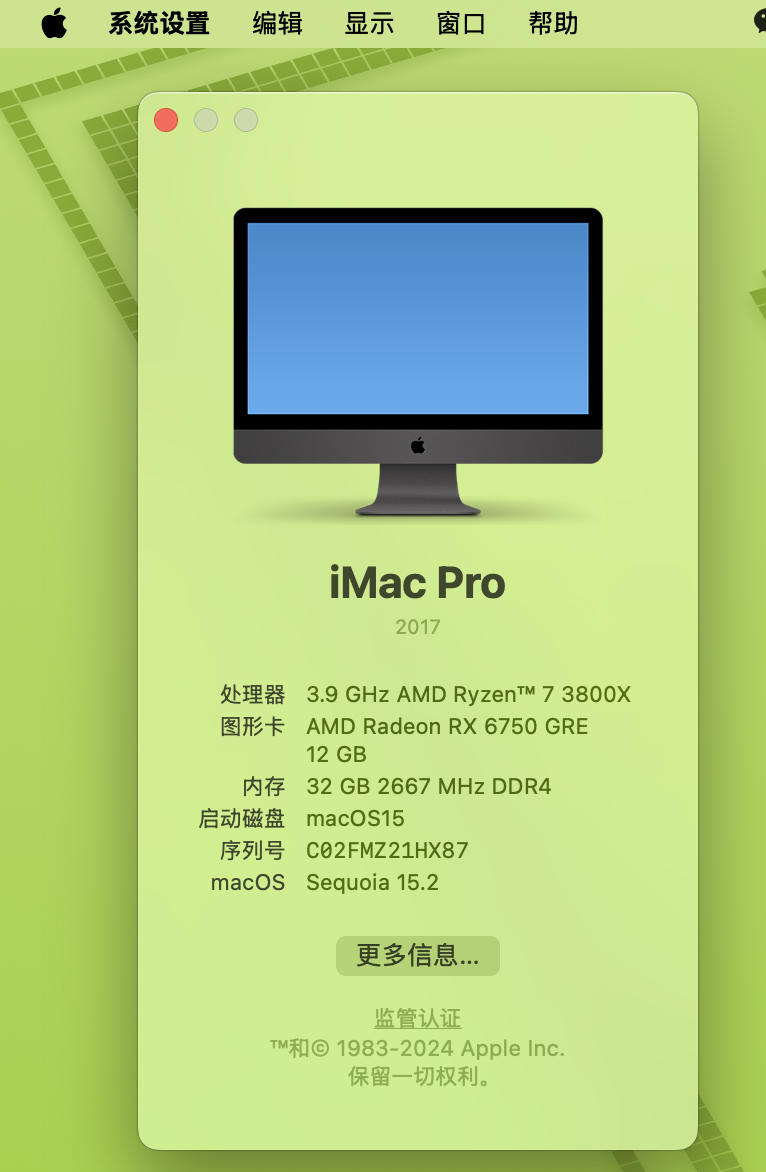 系统设置 编辑 显示 窗口 帮助
iMac Pro
2017
处理器 3.9 GHz AMD Ryzen™ 7 3800X
图形卡 AMD Radeon RX 6750 GRE
12 GB
内存 32 GB 2667 MHz DDR4
启动磁盘 macOS15
序列号 C02FMZ21HX87
macOS Sequoia 15.2
更多信息...
监管认证
™和© 1983-2024 Apple Inc.
保留一切权利。